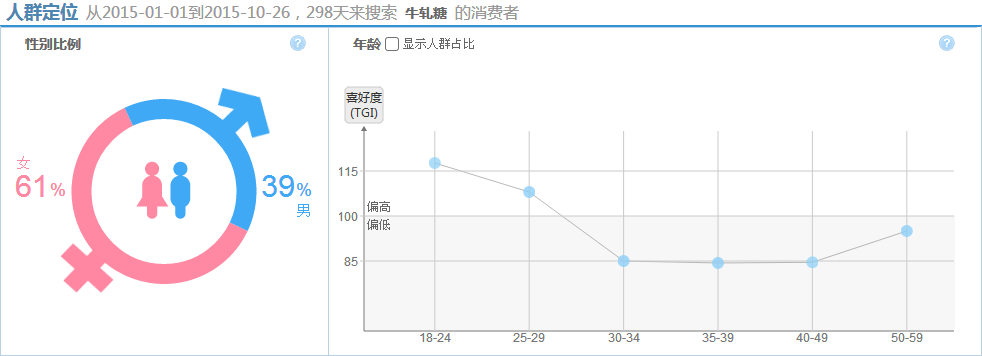 人群定位 从2015-01-01到2015-10-26，298天来搜索 牛轧糖 的消费者
性别比例 ?
女
61%
39%
男
年龄 显示人群占比 ?
喜好度
(TGI)
115
100
85
偏高
偏低
18-24 25-29 30-34 35-39 40-49 50-59